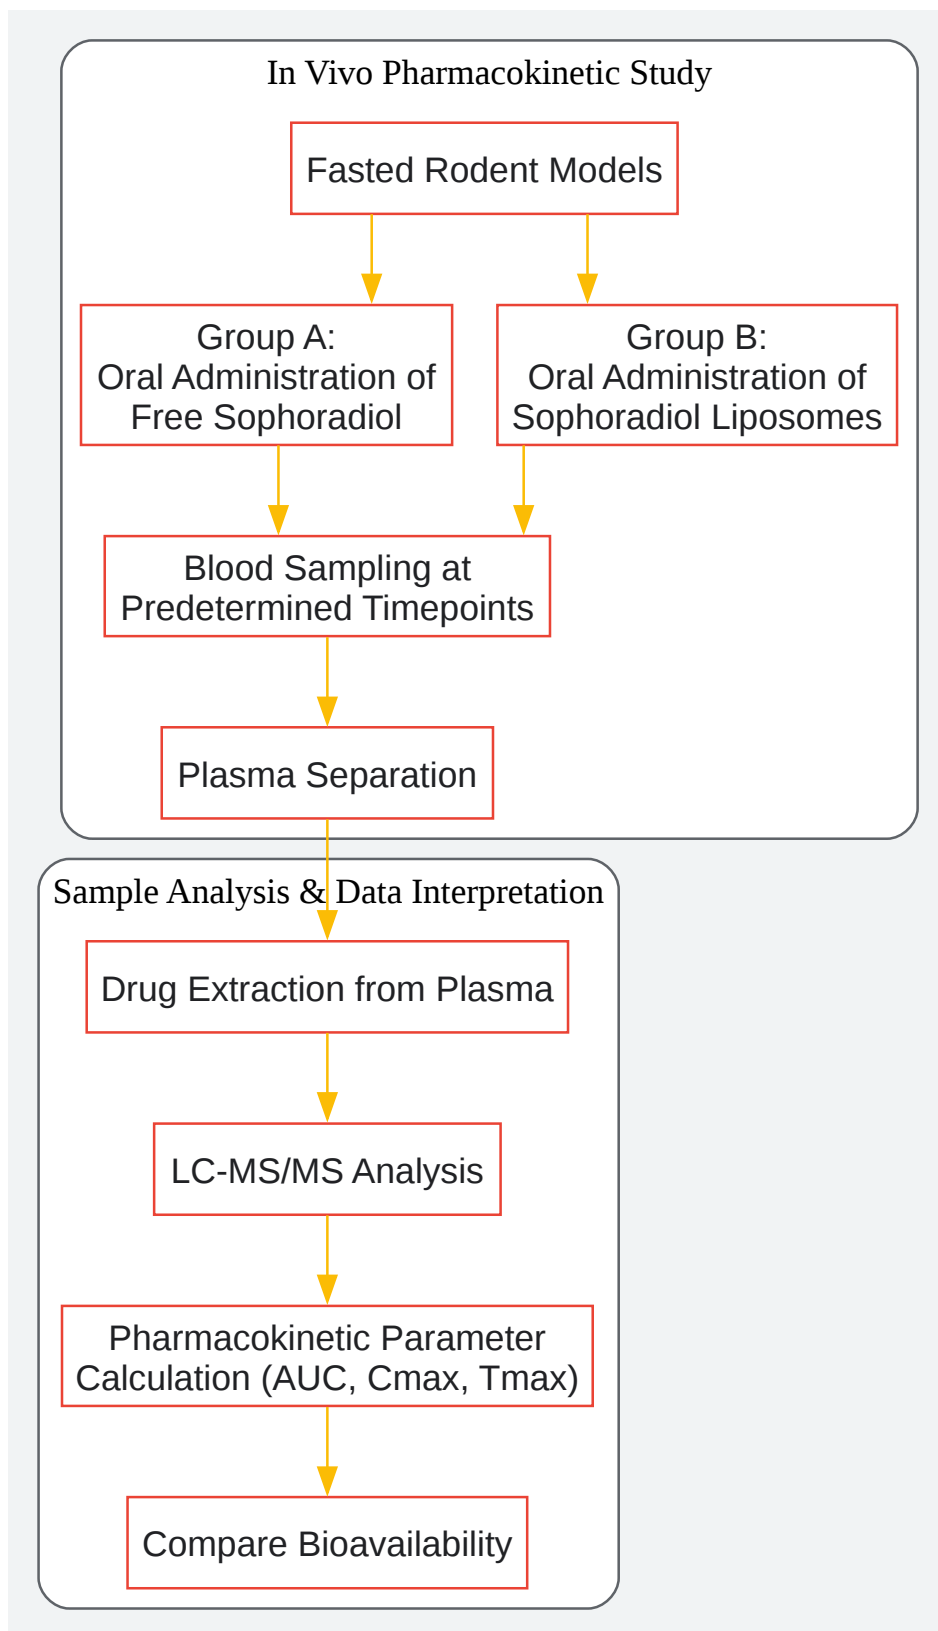 In Vivo Pharmacokinetic Study
Fasted Rodent Models
Group A:
Oral Administration of
Free Sophoradiol
Group B:
Oral Administration of
Sophoradiol Liposomes
Blood Sampling at
Predetermined Timepoints
Plasma Separation
Sample Analysis & Data Interpretation
Drug Extraction from Plasma
LC-MS/MS Analysis
Pharmacokinetic Parameter
Calculation (AUC, Cmax, Tmax)
Compare Bioavailability